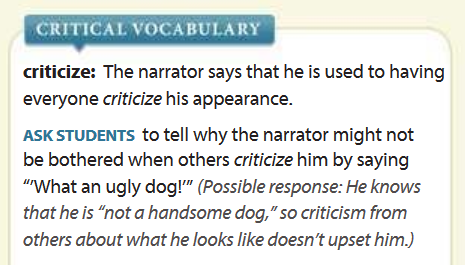 CRITICAL VOCABULARY
criticize: The narrator says that he is used to having
everyone criticize his appearance.
ASK STUDENTS to tell why the narrator might not
be bothered when others criticize him by saying
“‘What an ugly dog!’” (Possible response: He knows
that he is “not a handsome dog,” so criticism from
others about what he looks like doesn’t upset him.)